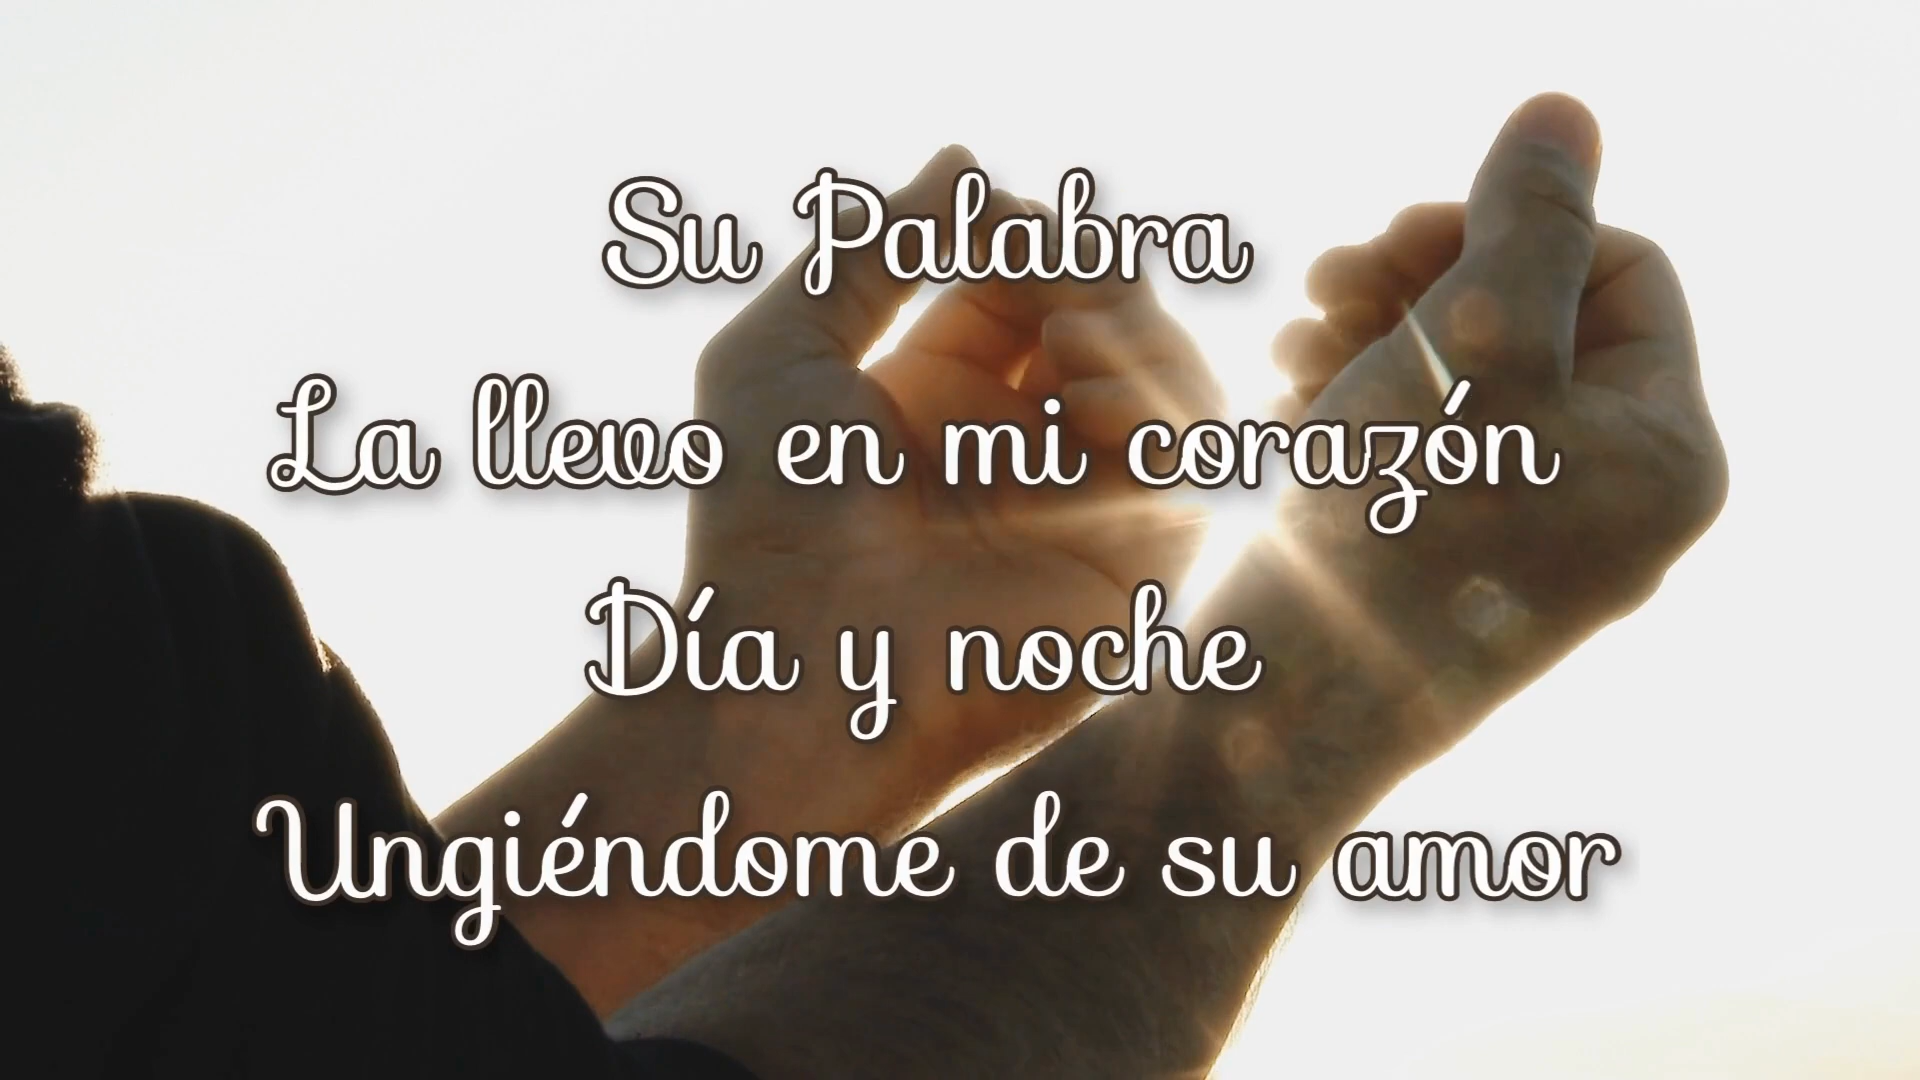 Su Palabra
La llevo en mi corazón
Día y noche
Ungiéndome de su amor